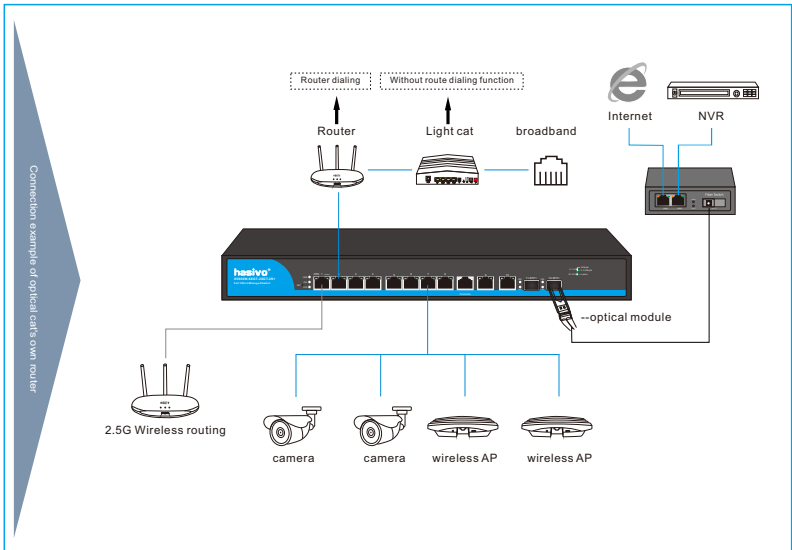 Connection example of optical cat's own router
Router dialing
Without route dialing function
Router
Light cat
broadband
Internet
NVR
hasivo
--optical module
2.5G Wireless routing
camera
camera
wireless AP
wireless AP